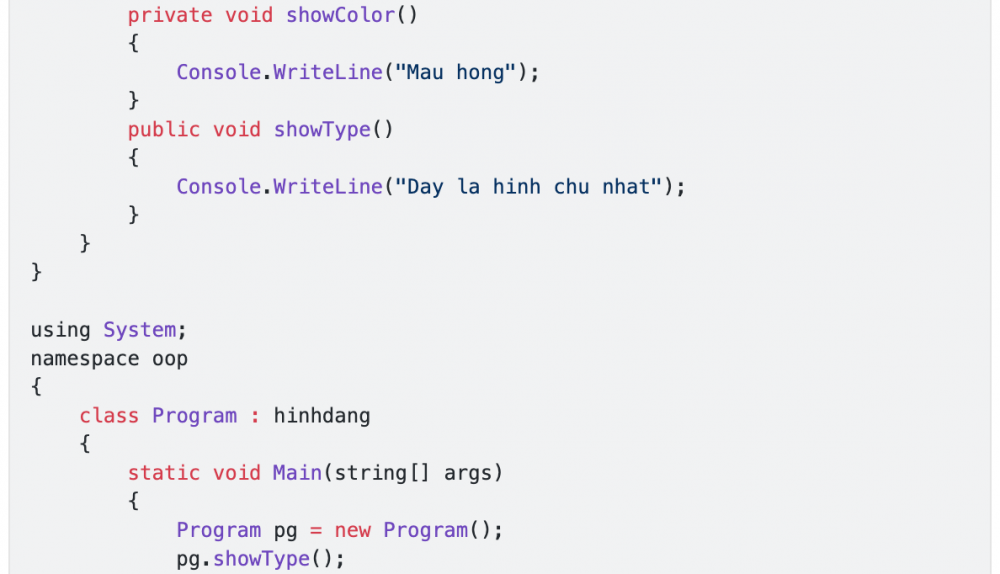 private void showColor()
{
Console.WriteLine("Mau hong");
}
public void showType()
{
Console.WriteLine("Day la hinh chu nhat");
}
}
}
using System;
namespace oop
{
class Program : hinhdang
{
static void Main(string[] args)
{
Program pg = new Program();
pg.showType();